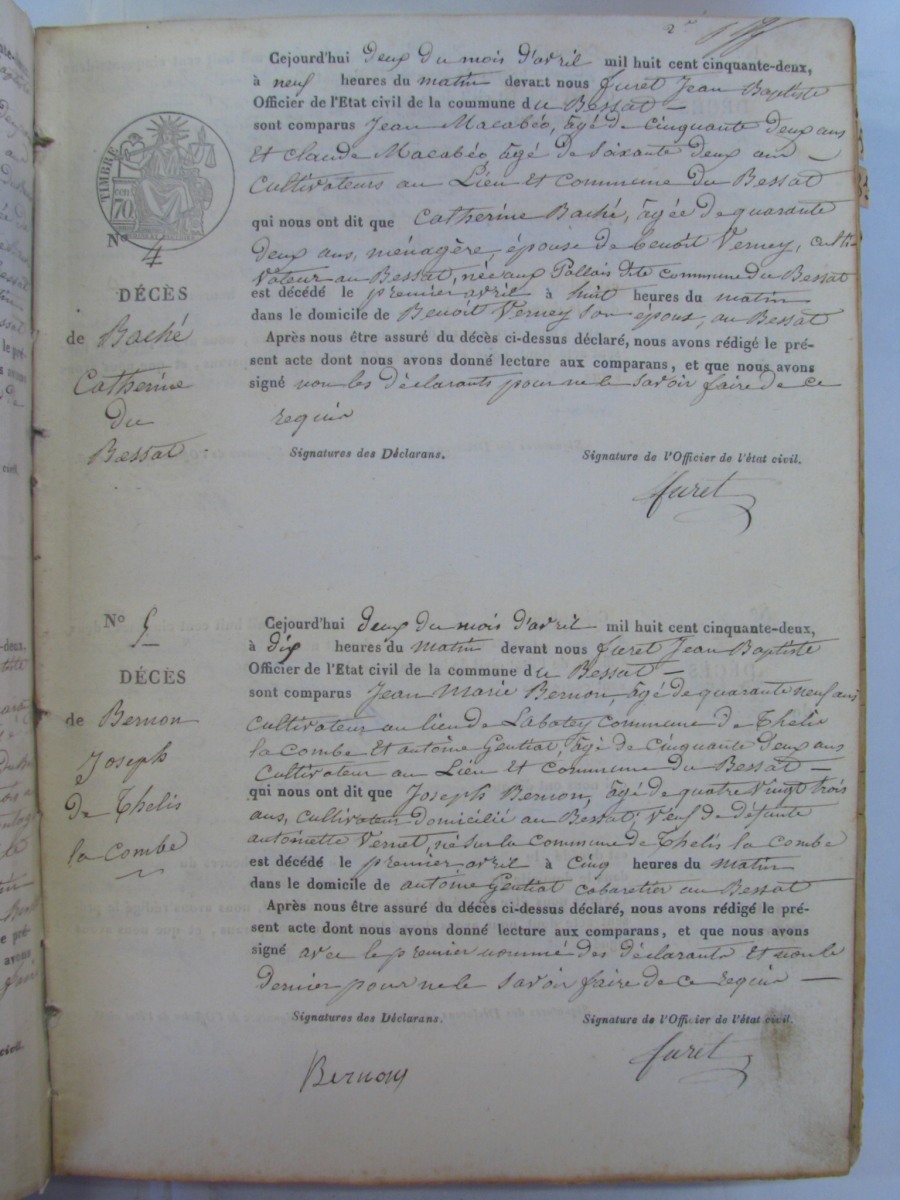 2e
Cejourd'hui deux du mois d'avril mil huit cent cinquante-deux,
à neuf heures du matin devant nous Furet Jean Baptiste
Officier de l'Etat civil de la commune du Bessat —
sont comparus Jean Macabéo, âgé de cinquante deux ans
Et claude Macabéo, âgé de soixante deux ans —
Cultivateurs au Lieu Et commune du Bessat
qui nous ont dit que Catherine Baché, âgée de quarante
deux ans, ménagère, épouse de benoît Verney, culti-
vateur au Bessat, née aux Pallais dite commune du Bessat
est décédé le premier avril à huit heures du matin
dans le domicile de Benoît Verney son époux, au Bessat
Après nous être assuré du décès ci-dessus déclaré, nous avons rédigé le pré-
sent acte dont nous avons donné lecture aux comparans, et que nous avons
signé non les déclarants pour ne le savoir faire de ce
requis
Signatures des Déclarans.
Signature de l'Officier de l'état civil.
furet
TIMBRE
70
No 4
DÉCÈS
de Baché
Catherine
du
Bessat
No 5
DÉCÈS
de Bernon
Joseph
De Thelis
la Combe
Cejourd'hui deux du mois d'avril mil huit cent cinquante-deux,
à dix heures du matin devant nous furet Jean Baptiste
Officier de l'Etat civil de la commune du Bessat —
sont comparus Jean Marie Bernon, âgé de quarante neuf ans
cultivateur au lieu de Labatey commune de Thelis
la Combe Et antoine Gentiat, âgé de cinquante deux ans
Cultivateur au Lieu Et commune du Bessat —
qui nous ont dit que Joseph Bernon, âgé de quatre vingt trois
ans, cultivateur domicilié au Bessat, veuf de défunte
antoinette Vernet, né sur la commune de Thelis la Combe
est décédé le premier avril à cinq heures du matin
dans le domicile de antoine Gentiat cabaretier au Bessat
Après nous être assuré du décès ci-dessus déclaré, nous avons rédigé le pré-
sent acte dont nous avons donné lecture aux comparans, et que nous avons
signé avec le premier nommé des déclarants Et non le
dernier pour ne le savoir faire de ce requis —
Signatures des Déclarans.
Signature de l'Officier de l'état civil.
Bernon
furet